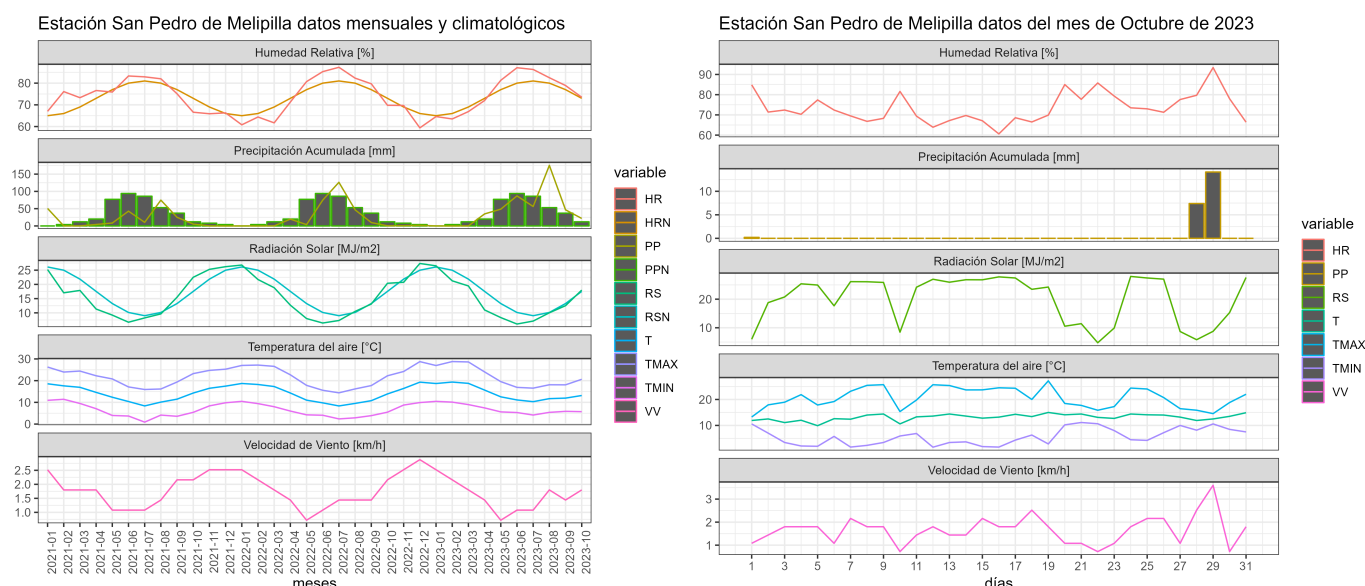 Estación San Pedro de Melipilla datos mensuales y climatológicos
Humedad Relativa [%]
80
70
60
Precipitación Acumulada [mm]
150
100
50
0
Radiación Solar [MJ/m2]
25
20
15
10
Temperatura del aire [°C]
30
20
10
0
Velocidad de Viento [km/h]
2.5
2.0
1.5
1.0
2021-01
2021-02
2021-03
2021-04
2021-05
2021-06
2021-07
2021-08
2021-09
2021-10
2021-11
2021-12
2022-01
2022-02
2022-03
2022-04
2022-05
2022-06
2022-07
2022-08
2022-09
2022-10
2022-11
2022-12
2023-01
2023-02
2023-03
2023-04
2023-05
2023-06
2023-07
2023-08
2023-09
2023-10
meses
variable
HR
HRN
PP
PPN
RS
RSN
T
TMAX
TMIN
VV
Estación San Pedro de Melipilla datos del mes de Octubre de 2023
Humedad Relativa [%]
90
80
70
60
Precipitación Acumulada [mm]
10
5
0
Radiación Solar [MJ/m2]
20
10
Temperatura del aire [°C]
20
10
Velocidad de Viento [km/h]
3
2
1
1 3 5 7 9 11 13 15 17 19 21 23 25 27 29 31
días
variable
HR
PP
RS
T
TMAX
TMIN
VV